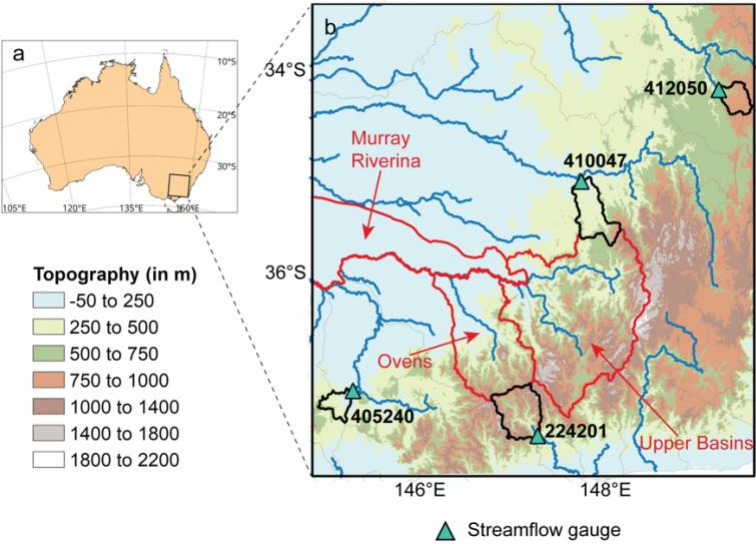 a
10°S
20°S
30°S
105°E
120°E
135°E
160°E
b
34°S
36°S
146°E
148°E
412050
Murray
Riverina
410047
Ovens
405240
224201
Upper Basins
Topography (in m)
-50 to 250
250 to 500
500 to 750
750 to 1000
1000 to 1400
1400 to 1800
1800 to 2200
Streamflow gauge